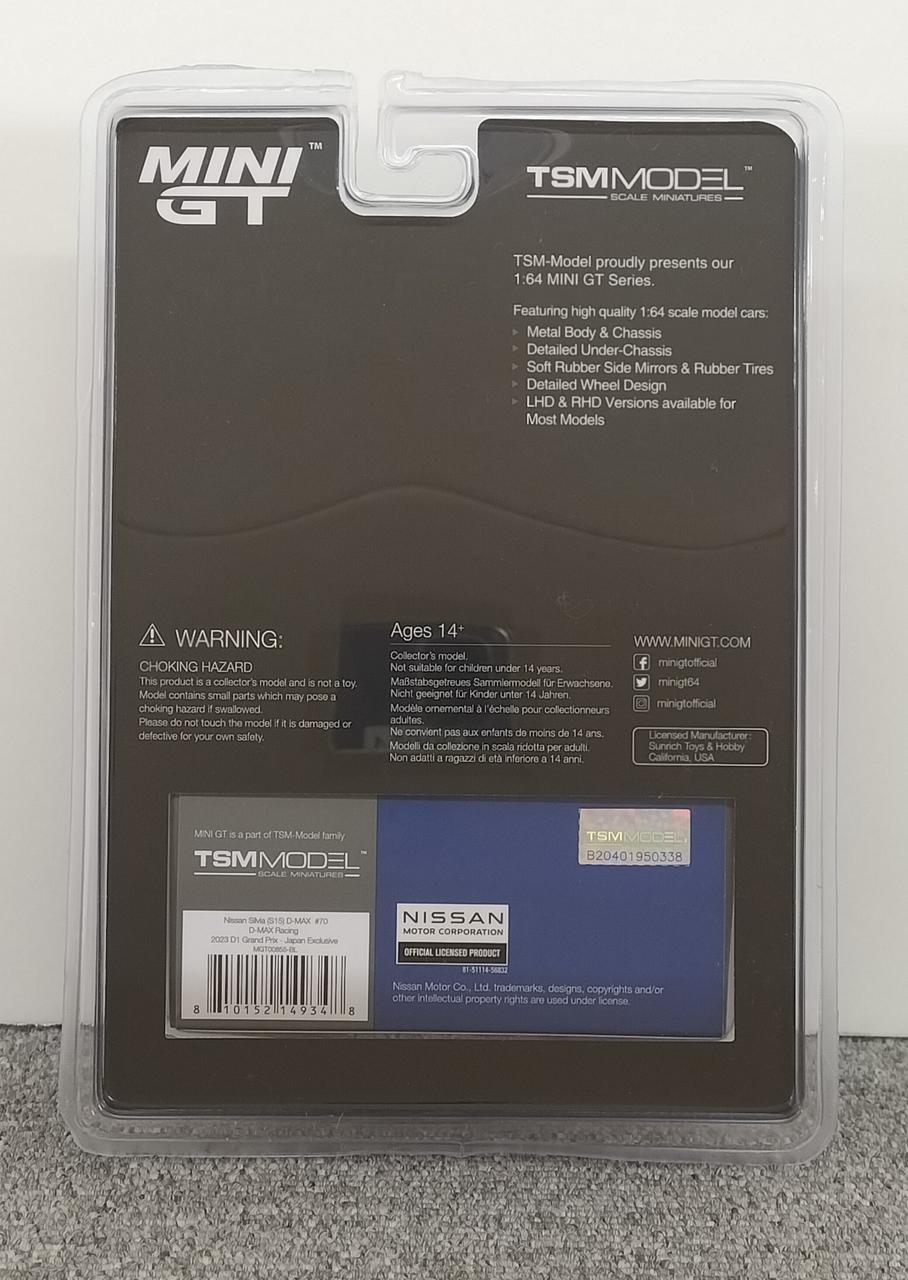 MINI GT™
TSMMODEL™
SCALE MINIATURES
TSM-Model proudly presents our
1:64 MINI GT Series.
Featuring high quality 1:64 scale model cars:
Metal Body & Chassis
Detailed Under-Chassis
Soft Rubber Side Mirrors & Rubber Tires
Detailed Wheel Design
LHD & RHD Versions available for
Most Models
WARNING:
CHOKING HAZARD
This product is a collector's model and is not a toy.
Model contains small parts which may pose a
choking hazard if swallowed.
Please do not touch the model if it is damaged or
defective for your own safety.
Ages 14+
Collector's model.
Not suitable for children under 14 years.
Maßstabsgetreues Sammlermodell für Erwachsene.
Nicht geeignet für Kinder unter 14 Jahren.
Modèle ornemental à l'échelle pour collectionneurs
adultes.
Ne convient pas aux enfants de moins de 14 ans.
Modelli da collezione in scala ridotta per adulti.
Non adatti a ragazzi di età inferiore a 14 anni.
WWW.MINIGT.COM
minigtofficial
minigt64
minigtofficial
Licensed Manufacturer:
Sunrich Toys & Hobby
California, USA
MINI GT is a part of TSM-Model family
TSMMODEL™
SCALE MINIATURES
Nissan Silvia (S15) D-MAX #70
D-MAX Racing
2023 D1 Grand Prix - Japan Exclusive
MGT00855-BL
8 10152 14934 8
TSMMODEL
B20401950338
NISSAN
MOTOR CORPORATION
OFFICIAL LICENSED PRODUCT
81-51114-56832
Nissan Motor Co., Ltd. trademarks, designs, copyrights and/or
other intellectual property rights are used under license.